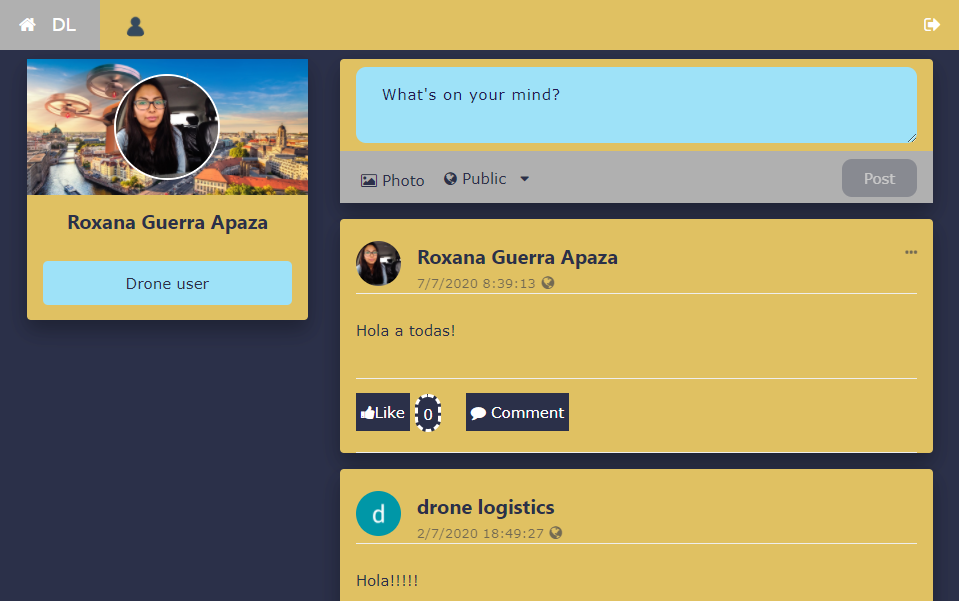 DL
Roxana Guerra Apaza
Drone user
What's on your mind?
Photo
Public
Post
Roxana Guerra Apaza
7/7/2020 8:39:13
Hola a todas!
Like
0
Comment
d
drone logistics
2/7/2020 18:49:27
Hola!!!!!